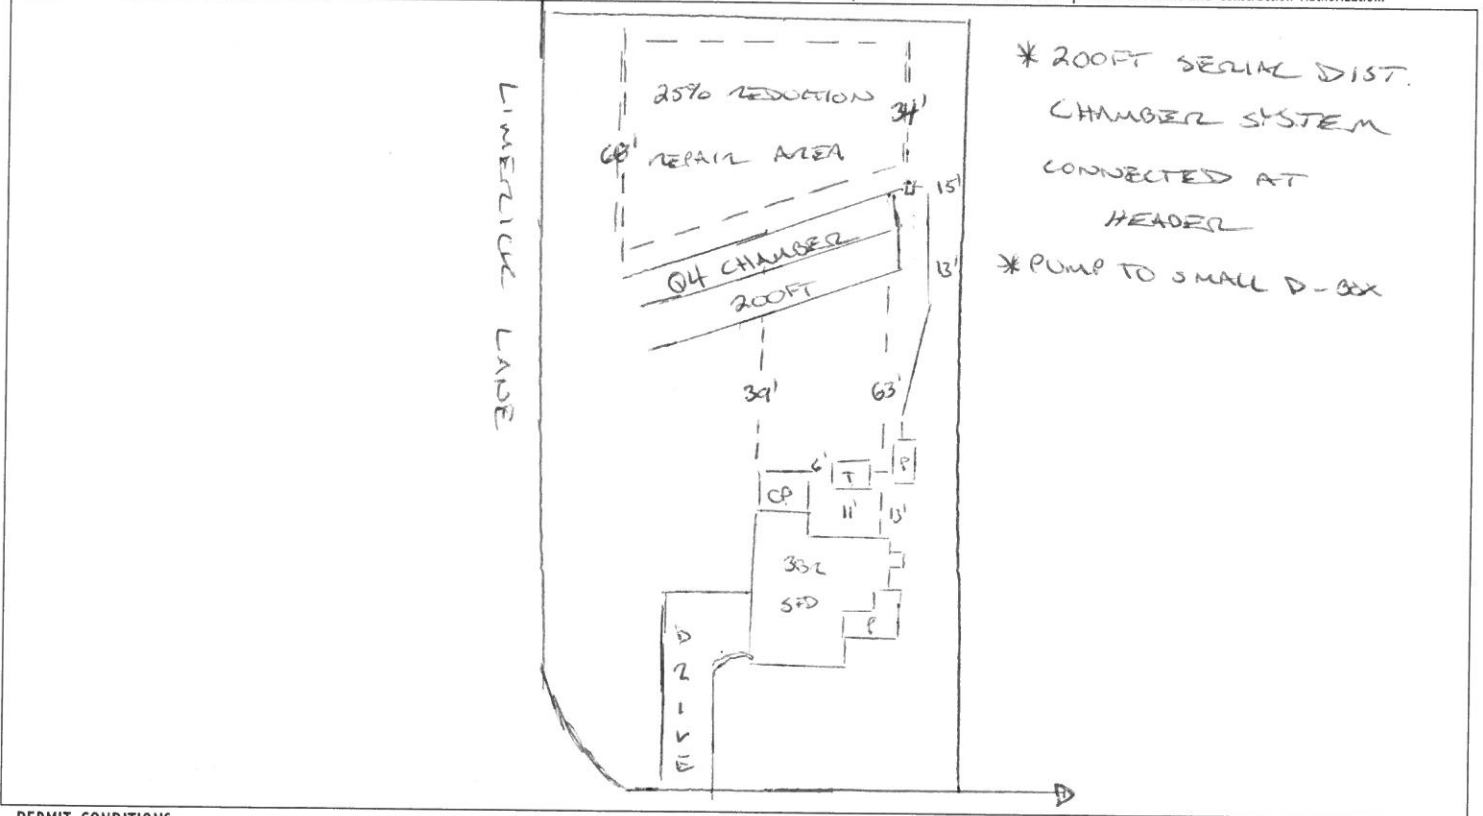 LIMERICK LANE
25% REDUCTION
34'
REPAIR AREA
15'
Q4 CHAMBER
200FT
13'
39'
63'
6'
T
P
CP
11'
13'
3BR
SFD
P
DRIVE
* 200FT SERIAL DIST.
CHAMBER SYSTEM
CONNECTED AT
HEADER
* PUMP TO SMALL D-BOX
PERMIT CONDITIONS